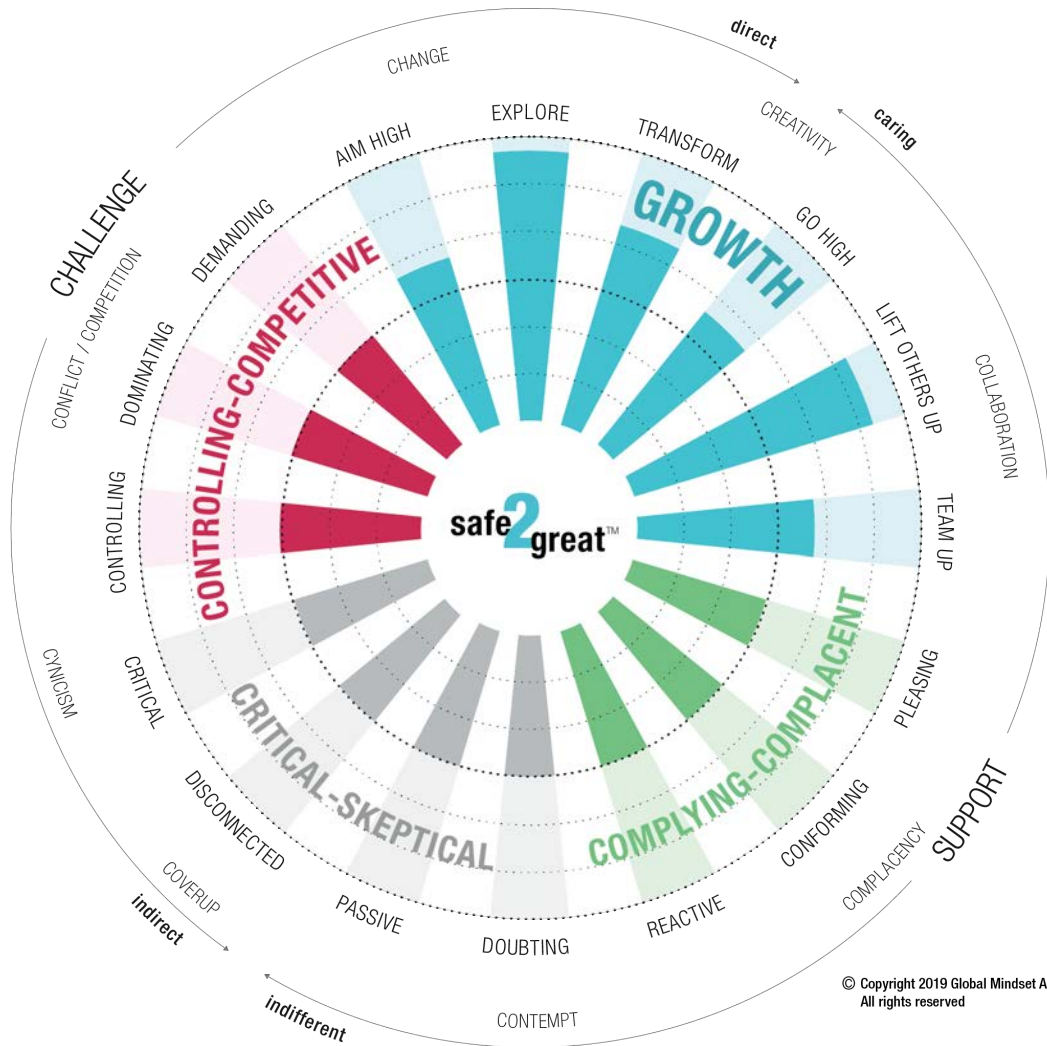 direct
CHANGE
CREATIVITY
caring
EXPLORE
AIM HIGH
TRANSFORM
GROWTH
GO HIGH
CHALLENGE
DEMANDING
CONFLICT / COMPETITION
CONTROLLING-COMPETITIVE
DOMINATING
LIFT OTHERS UP
COLLABORATION
CONTROLLING
safe2great™
TEAM UP
CRITICAL
CYNICISM
PLEASING
CRITICAL-SKEPTICAL
COMPLYING-COMPLACENT
DISCONNECTED
CONFORMING
SUPPORT
COMPLACENCY
COVERUP
indirect
PASSIVE
REACTIVE
DOUBTING
indifferent
CONTEMPT
© Copyright 2019 Global Mindset A
All rights reserved